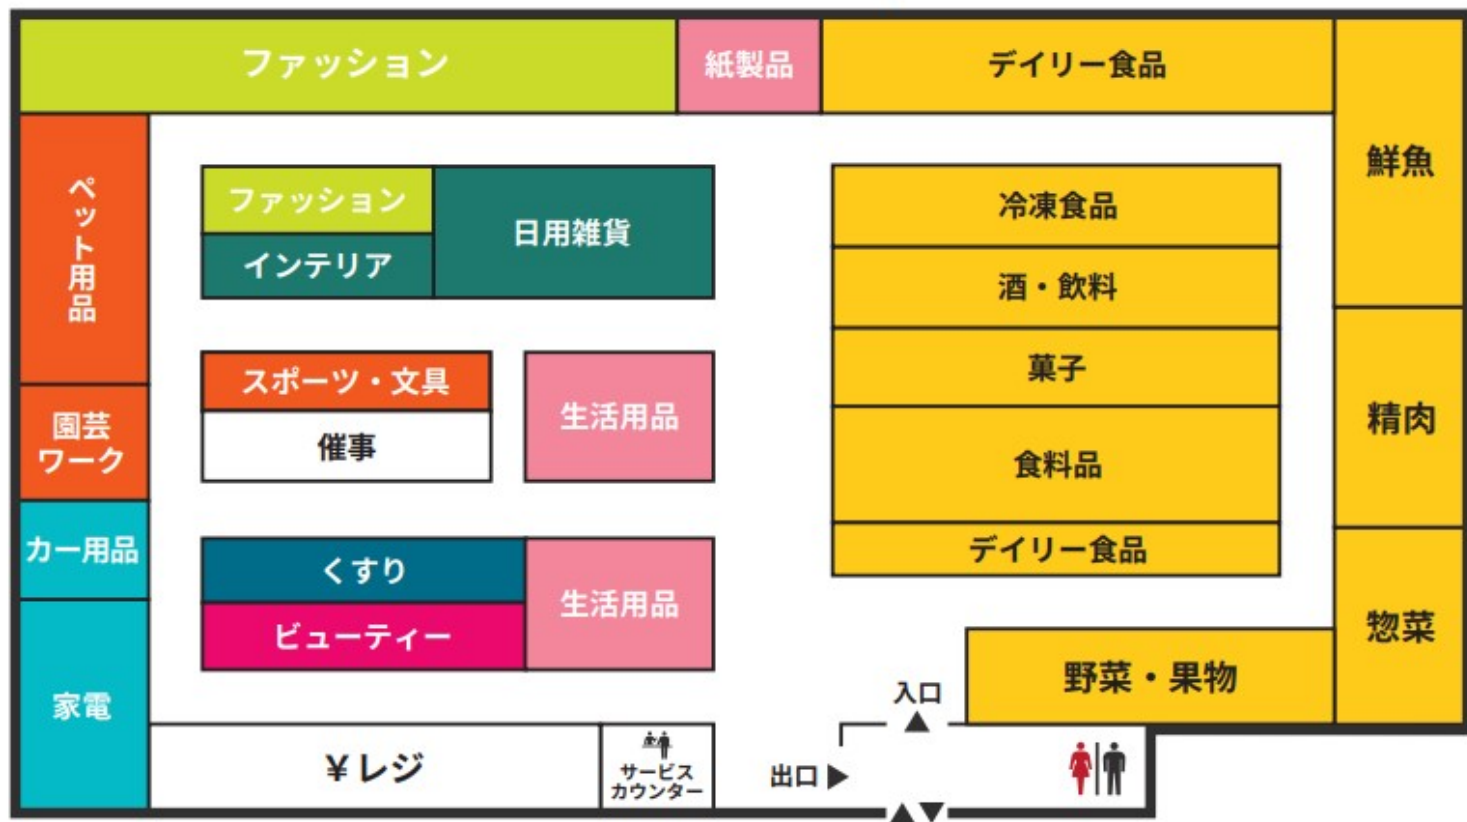 ファッション
紙製品
デイリー食品
鮮魚
ペット用品
ファッション
インテリア
日用雑貨
冷凍食品
酒・飲料
菓子
食料品
デイリー食品
精肉
スポーツ・文具
催事
生活用品
園芸
ワーク
カー用品
くすり
ビューティー
生活用品
惣菜
野菜・果物
家電
¥レジ
サービス
カウンター
入口
出口